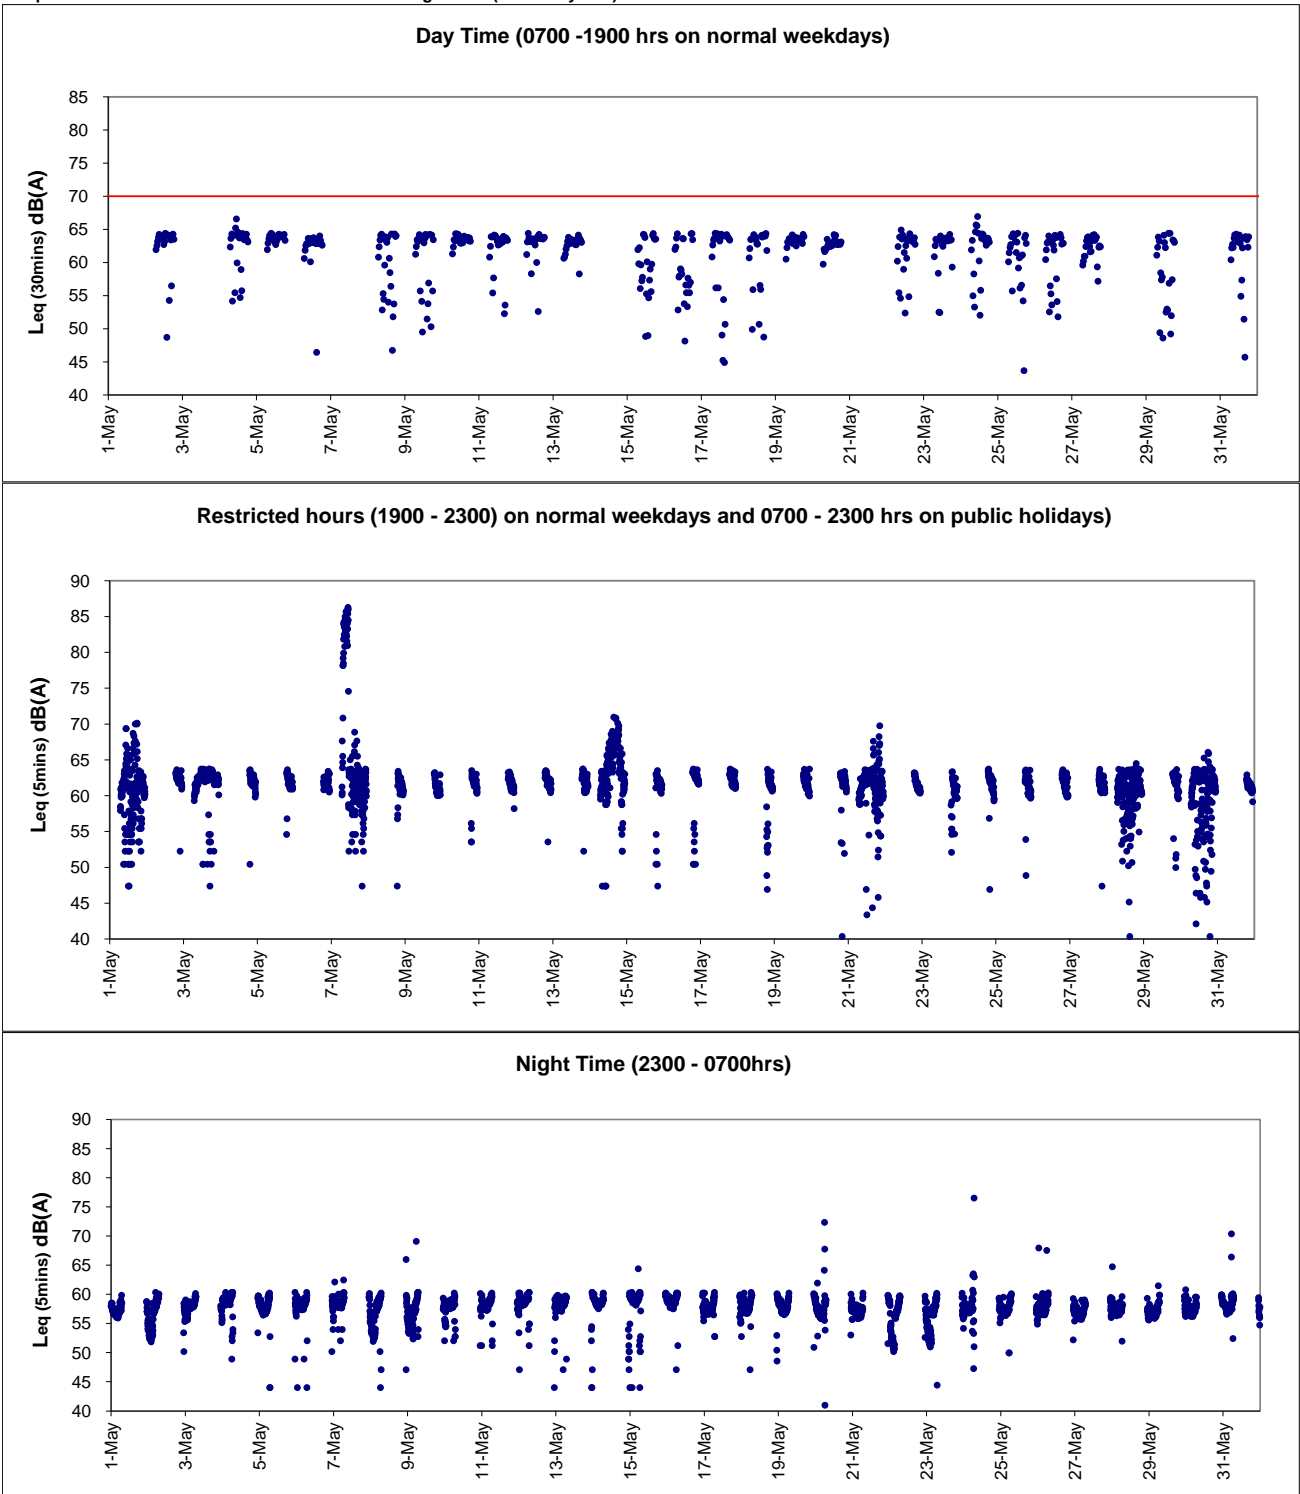 Day Time (0700 -1900 hrs on normal weekdays)
Leq (30mins) dB(A)
85
80
75
70
65
60
55
50
45
40
1-May
3-May
5-May
7-May
9-May
11-May
13-May
15-May
17-May
19-May
21-May
23-May
25-May
27-May
29-May
31-May
Restricted hours (1900 - 2300) on normal weekdays and 0700 - 2300 hrs on public holidays)
Leq (5mins) dB(A)
90
85
80
75
70
65
60
55
50
45
40
1-May
3-May
5-May
7-May
9-May
11-May
13-May
15-May
17-May
19-May
21-May
23-May
25-May
27-May
29-May
31-May
Night Time (2300 - 0700hrs)
Leq (5mins) dB(A)
90
85
80
75
70
65
60
55
50
45
40
1-May
3-May
5-May
7-May
9-May
11-May
13-May
15-May
17-May
19-May
21-May
23-May
25-May
27-May
29-May
31-May